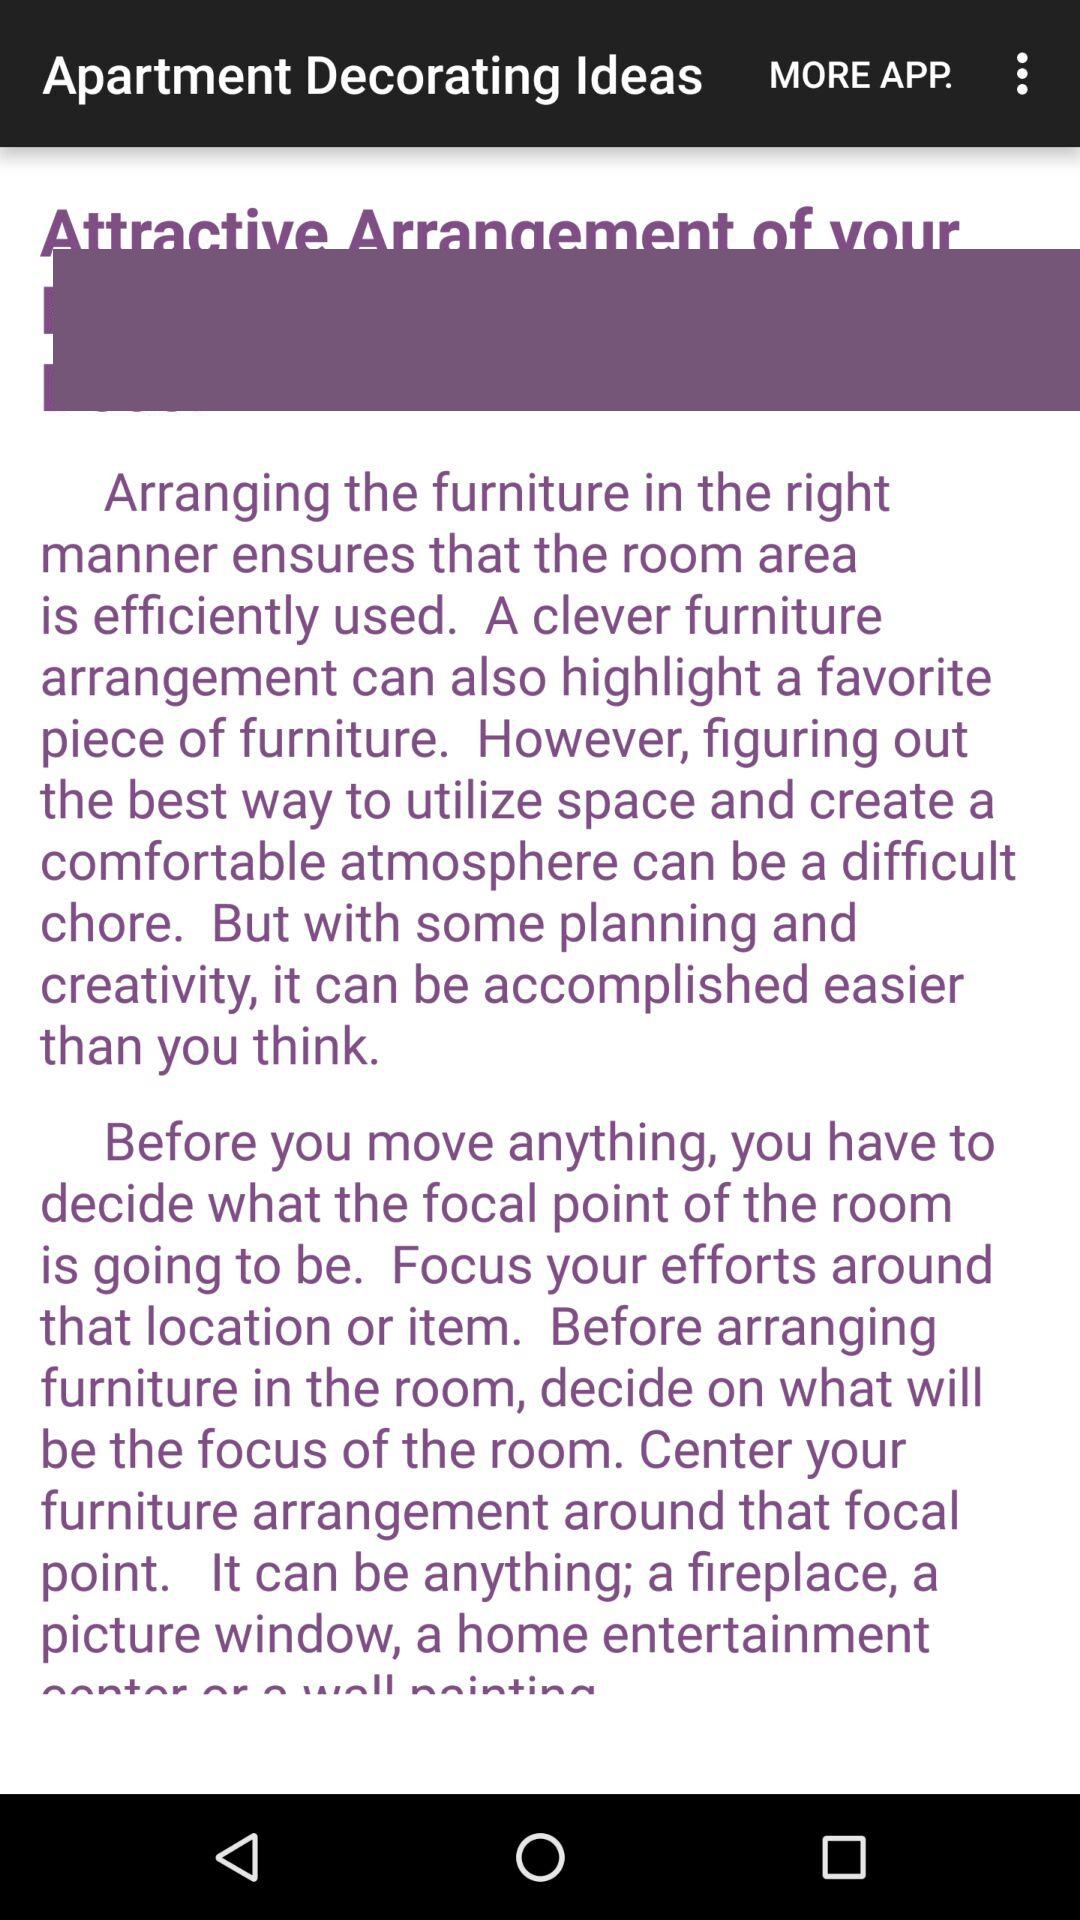 Apartment Decorating Ideas MORE APP.
Attractive Arrangement of your
Arranging the furniture in the right
manner ensures that the room area
is efficiently used.  A clever furniture
arrangement can also highlight a favorite
piece of furniture.  However, figuring out
the best way to utilize space and create a
comfortable atmosphere can be a difficult
chore.  But with some planning and
creativity, it can be accomplished easier
than you think.
Before you move anything, you have to
decide what the focal point of the room
is going to be.  Focus your efforts around
that location or item.  Before arranging
furniture in the room, decide on what will
be the focus of the room. Center your
furniture arrangement around that focal
point.   It can be anything; a fireplace, a
picture window, a home entertainment
center or a wall painting